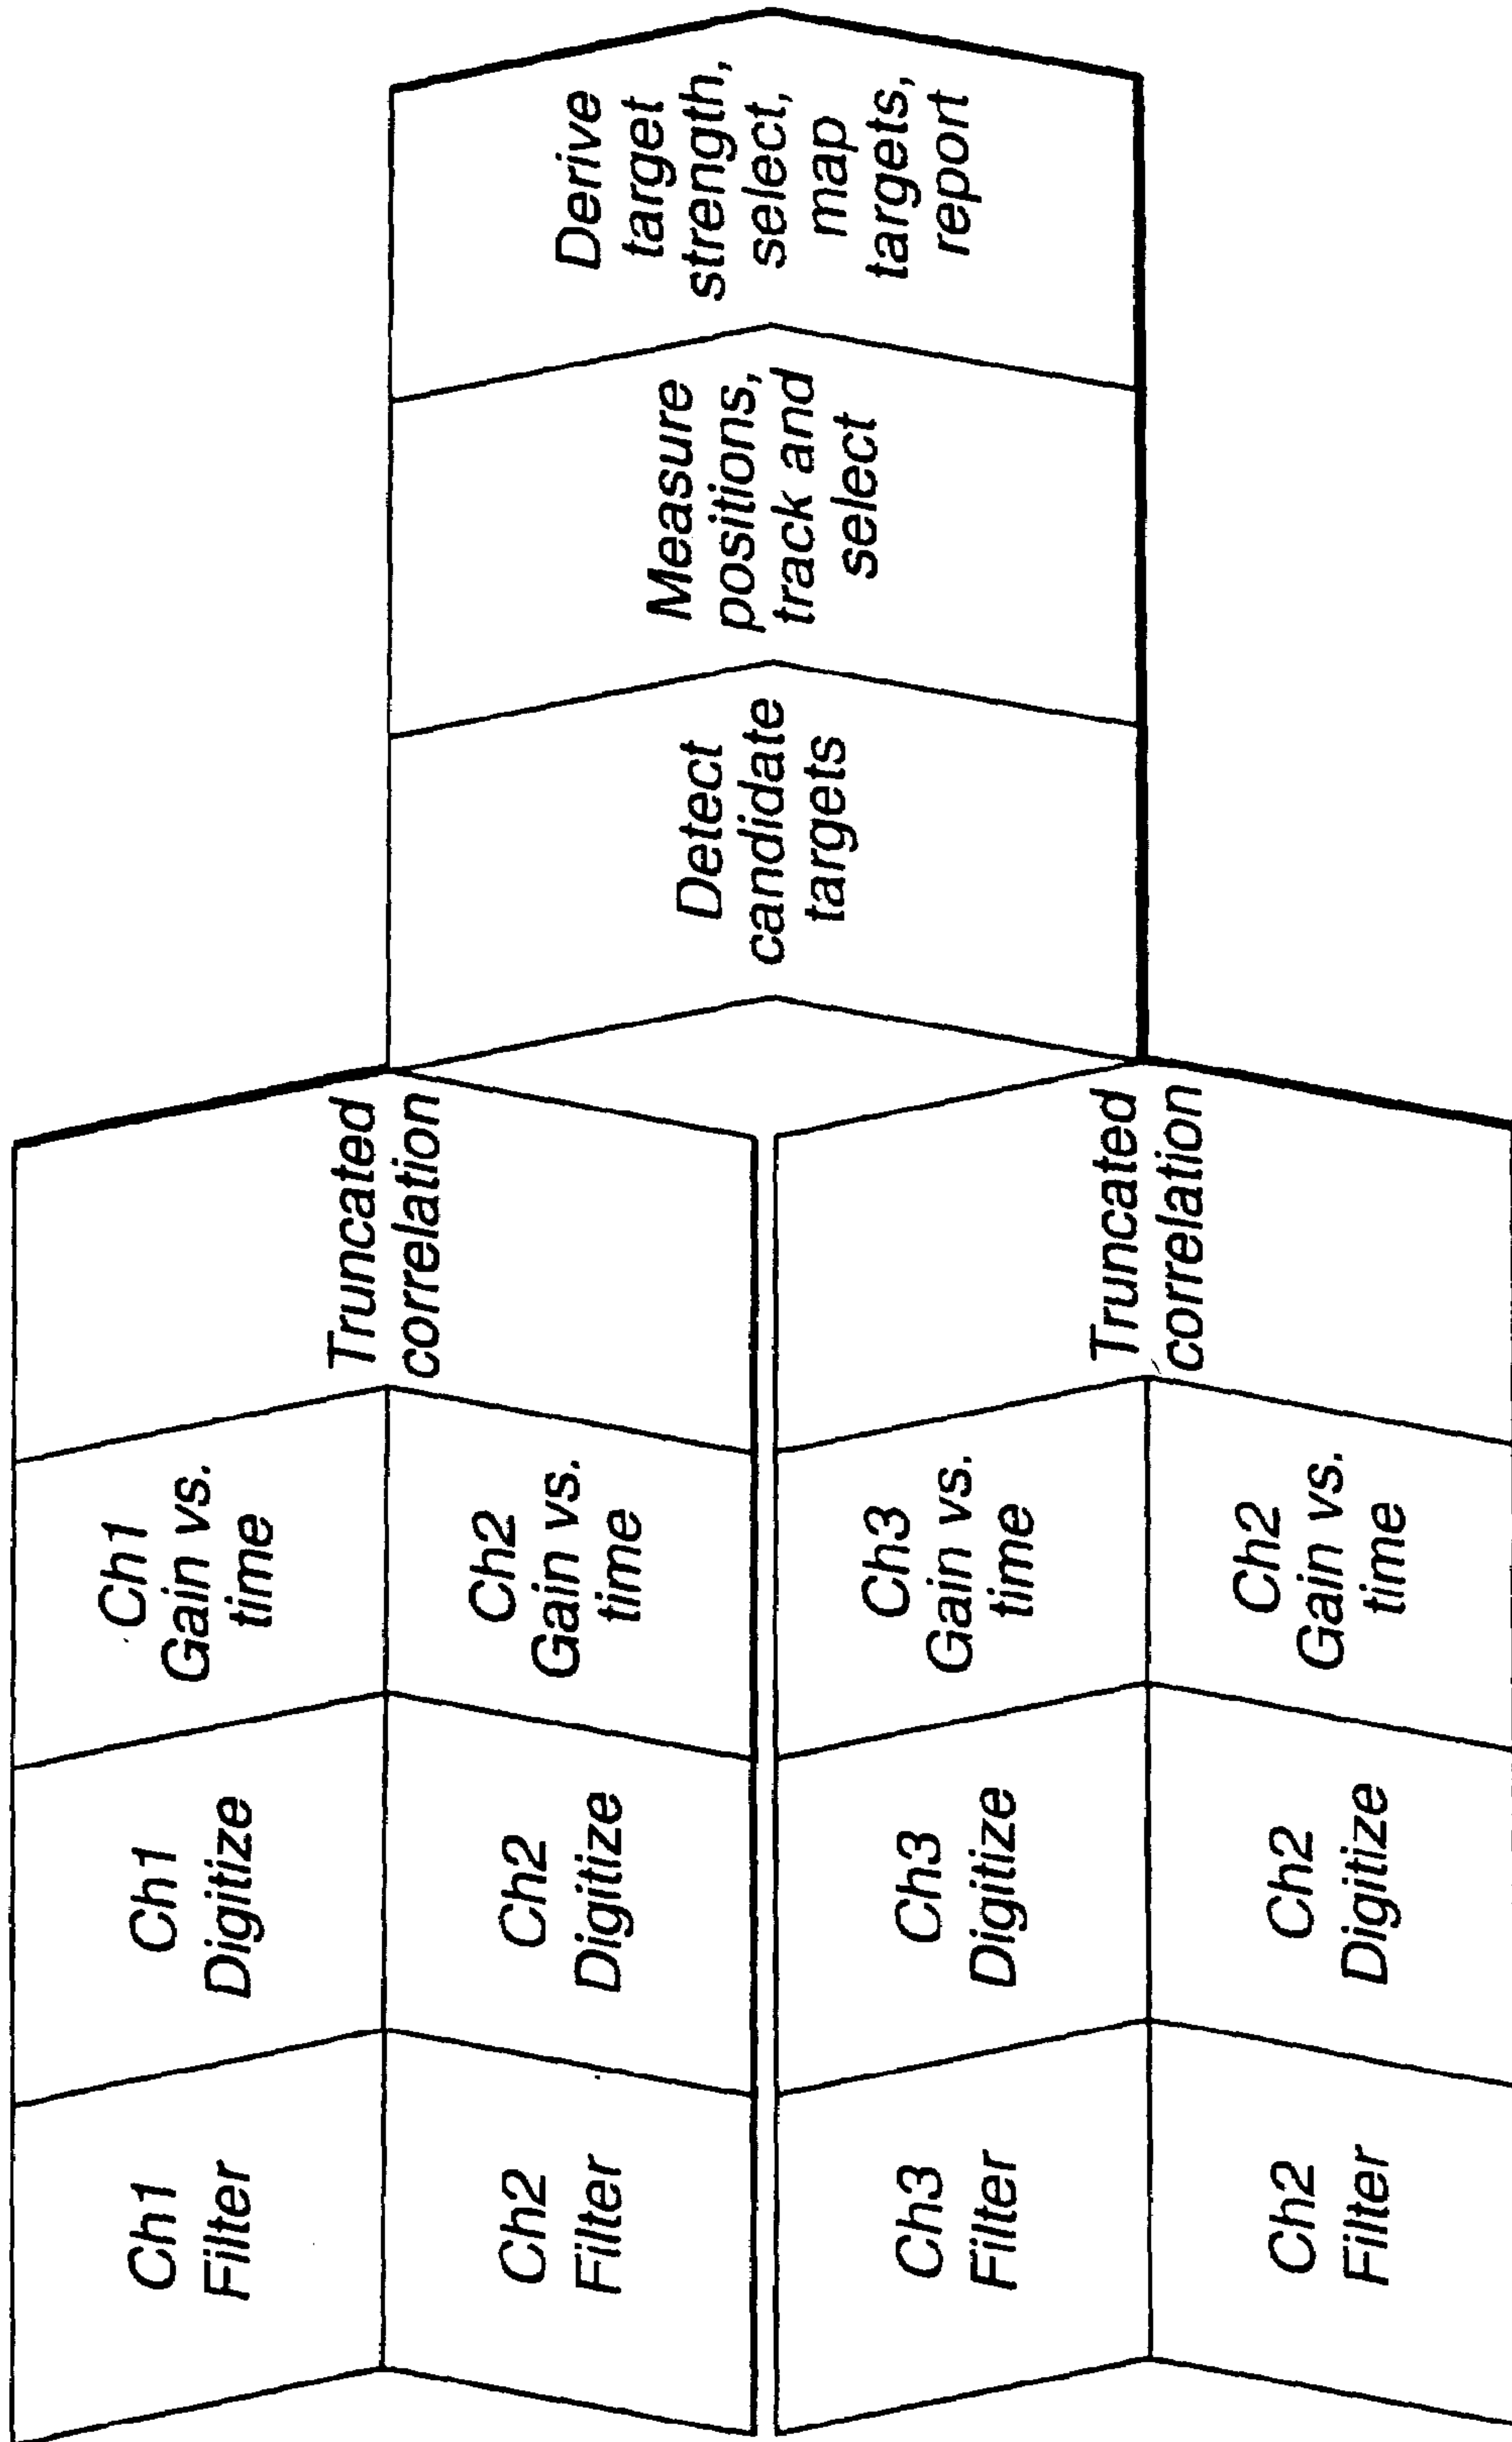 Ch1
Filter
Ch1
Digitize
Ch1
Gain vs.
time
Ch2
Filter
Ch2
Digitize
Ch2
Gain vs.
time
Truncated
correlation
Ch3
Filter
Ch3
Digitize
Ch3
Gain vs.
time
Ch2
Filter
Ch2
Digitize
Ch2
Gain vs.
time
Truncated
correlation
Detect
candidate
targets
Measure
positions,
track and
select
Derive
target
strength,
select,
map
targets,
report